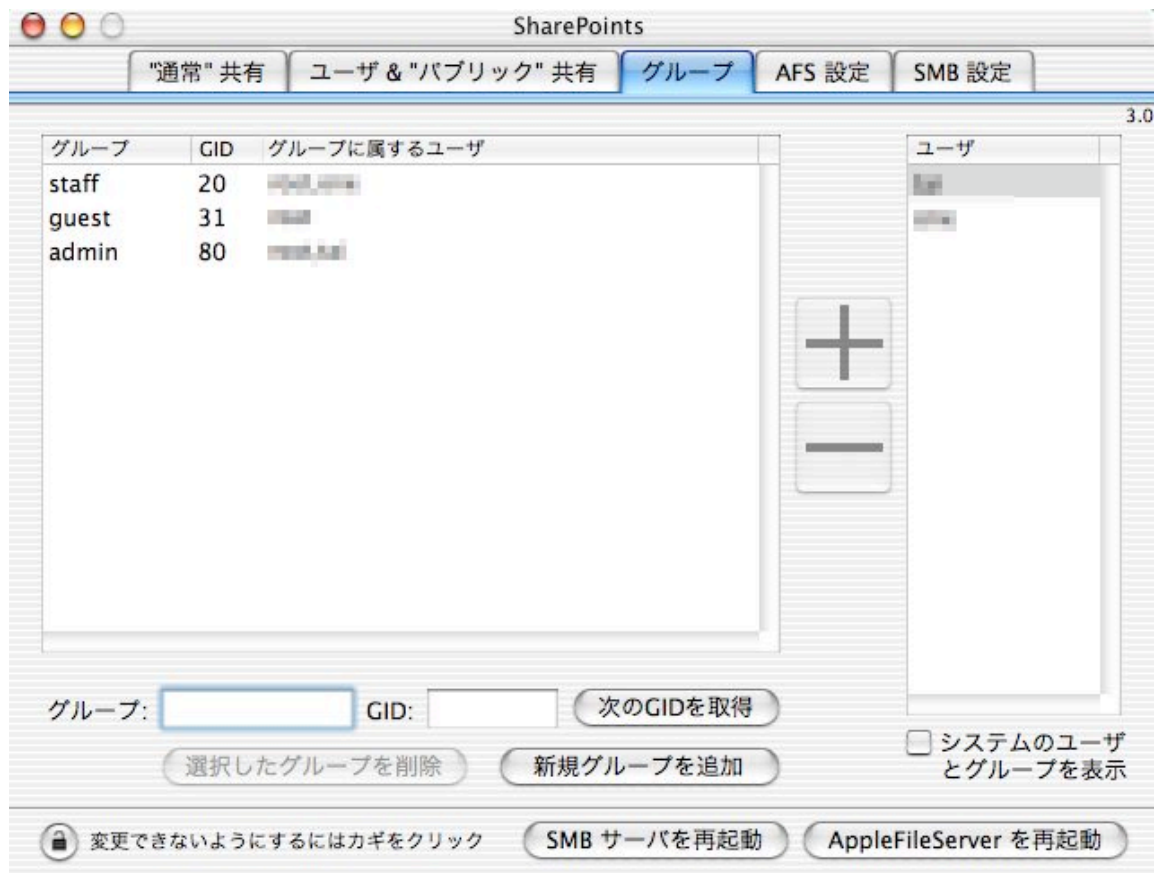 SharePoints
"通常" 共有 ユーザ & "パブリック" 共有 グループ AFS 設定 SMB 設定
3.0
グループ GID グループに属するユーザ ユーザ
staff 20
guest 31
admin 80
グループ: GID: 次のGIDを取得
選択したグループを削除 新規グループを追加
システムのユーザ
とグループを表示
変更できないようにするにはカギをクリック SMB サーバを再起動 AppleFileServer を再起動